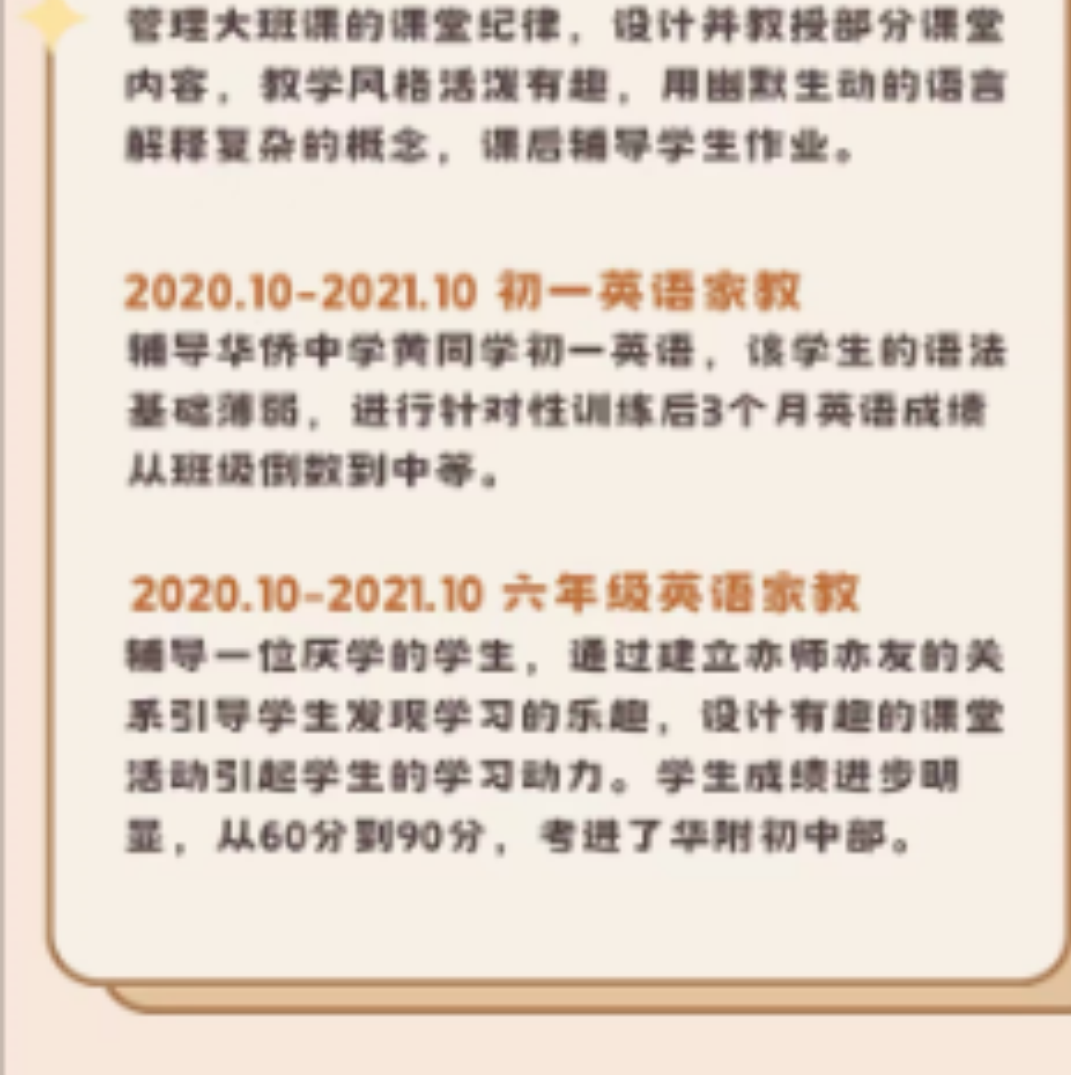 管理大班课的课堂纪律，设计并教授部分课堂
内容，教学风格活泼有趣，用幽默生动的语言
解释复杂的概念，课后辅导学生作业。
2020.10-2021.10 初一英语家教
辅导华侨中学黄同学初一英语，该学生的语法
基础薄弱，进行针对性训练后3个月英语成绩
从班级倒数到中等。
2020.10-2021.10 六年级英语家教
辅导一位厌学的学生，通过建立亦师亦友的关
系引导学生发现学习的乐趣，设计有趣的课堂
活动引起学生的学习动力。学生成绩进步明
显，从60分到90分，考进了华附初中部。